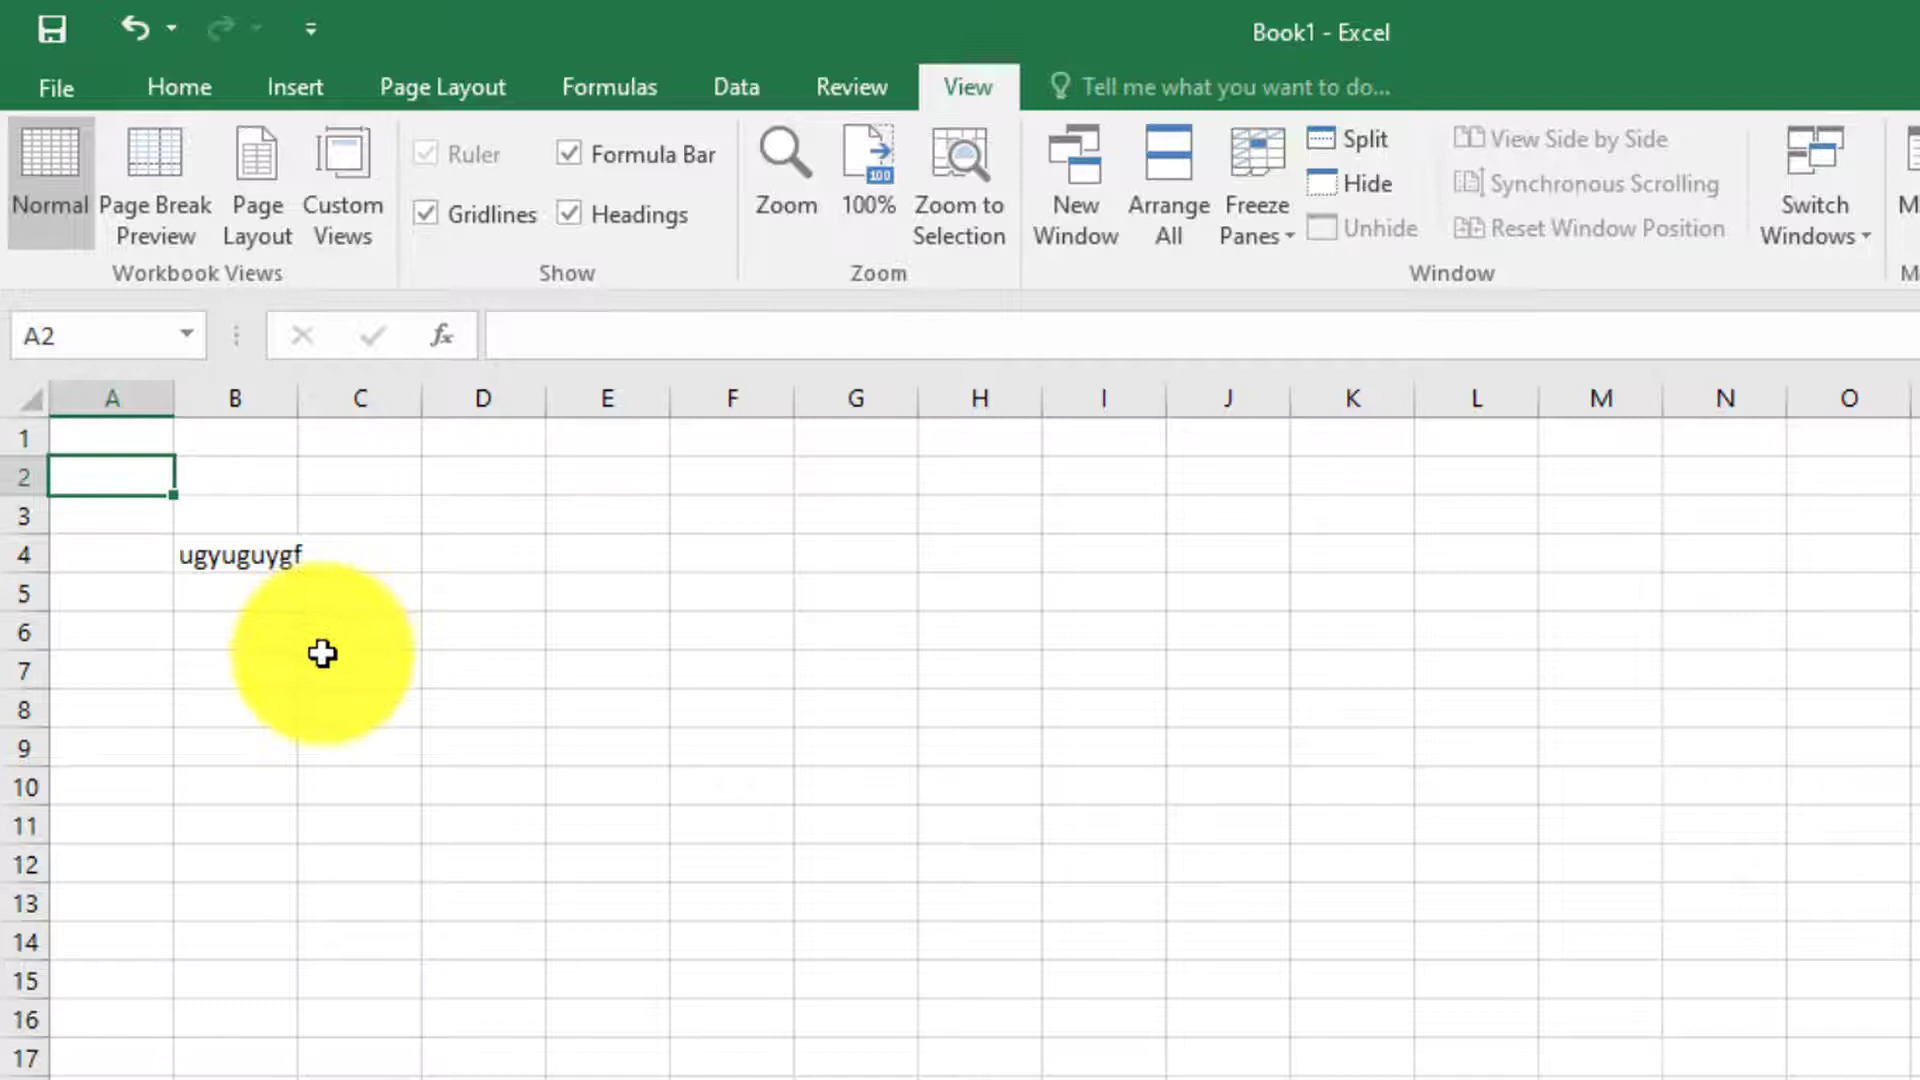 Book1 - Excel
File Home Insert Page Layout Formulas Data Review View Tell me what you want to do...
Normal
Page Break Preview
Page Layout
Custom Views
Workbook Views
Ruler
Formula Bar
Gridlines
Headings
Show
Zoom
100
100%
Zoom to Selection
Zoom
New Window
Arrange All
Freeze Panes
Split
Hide
Unhide
View Side by Side
Synchronous Scrolling
Reset Window Position
Switch Windows
Window
A2
fx
A B C D E F G H I J K L M N O
1
2
3
4 ugyuguygf
5
6
7
8
9
10
11
12
13
14
15
16
17